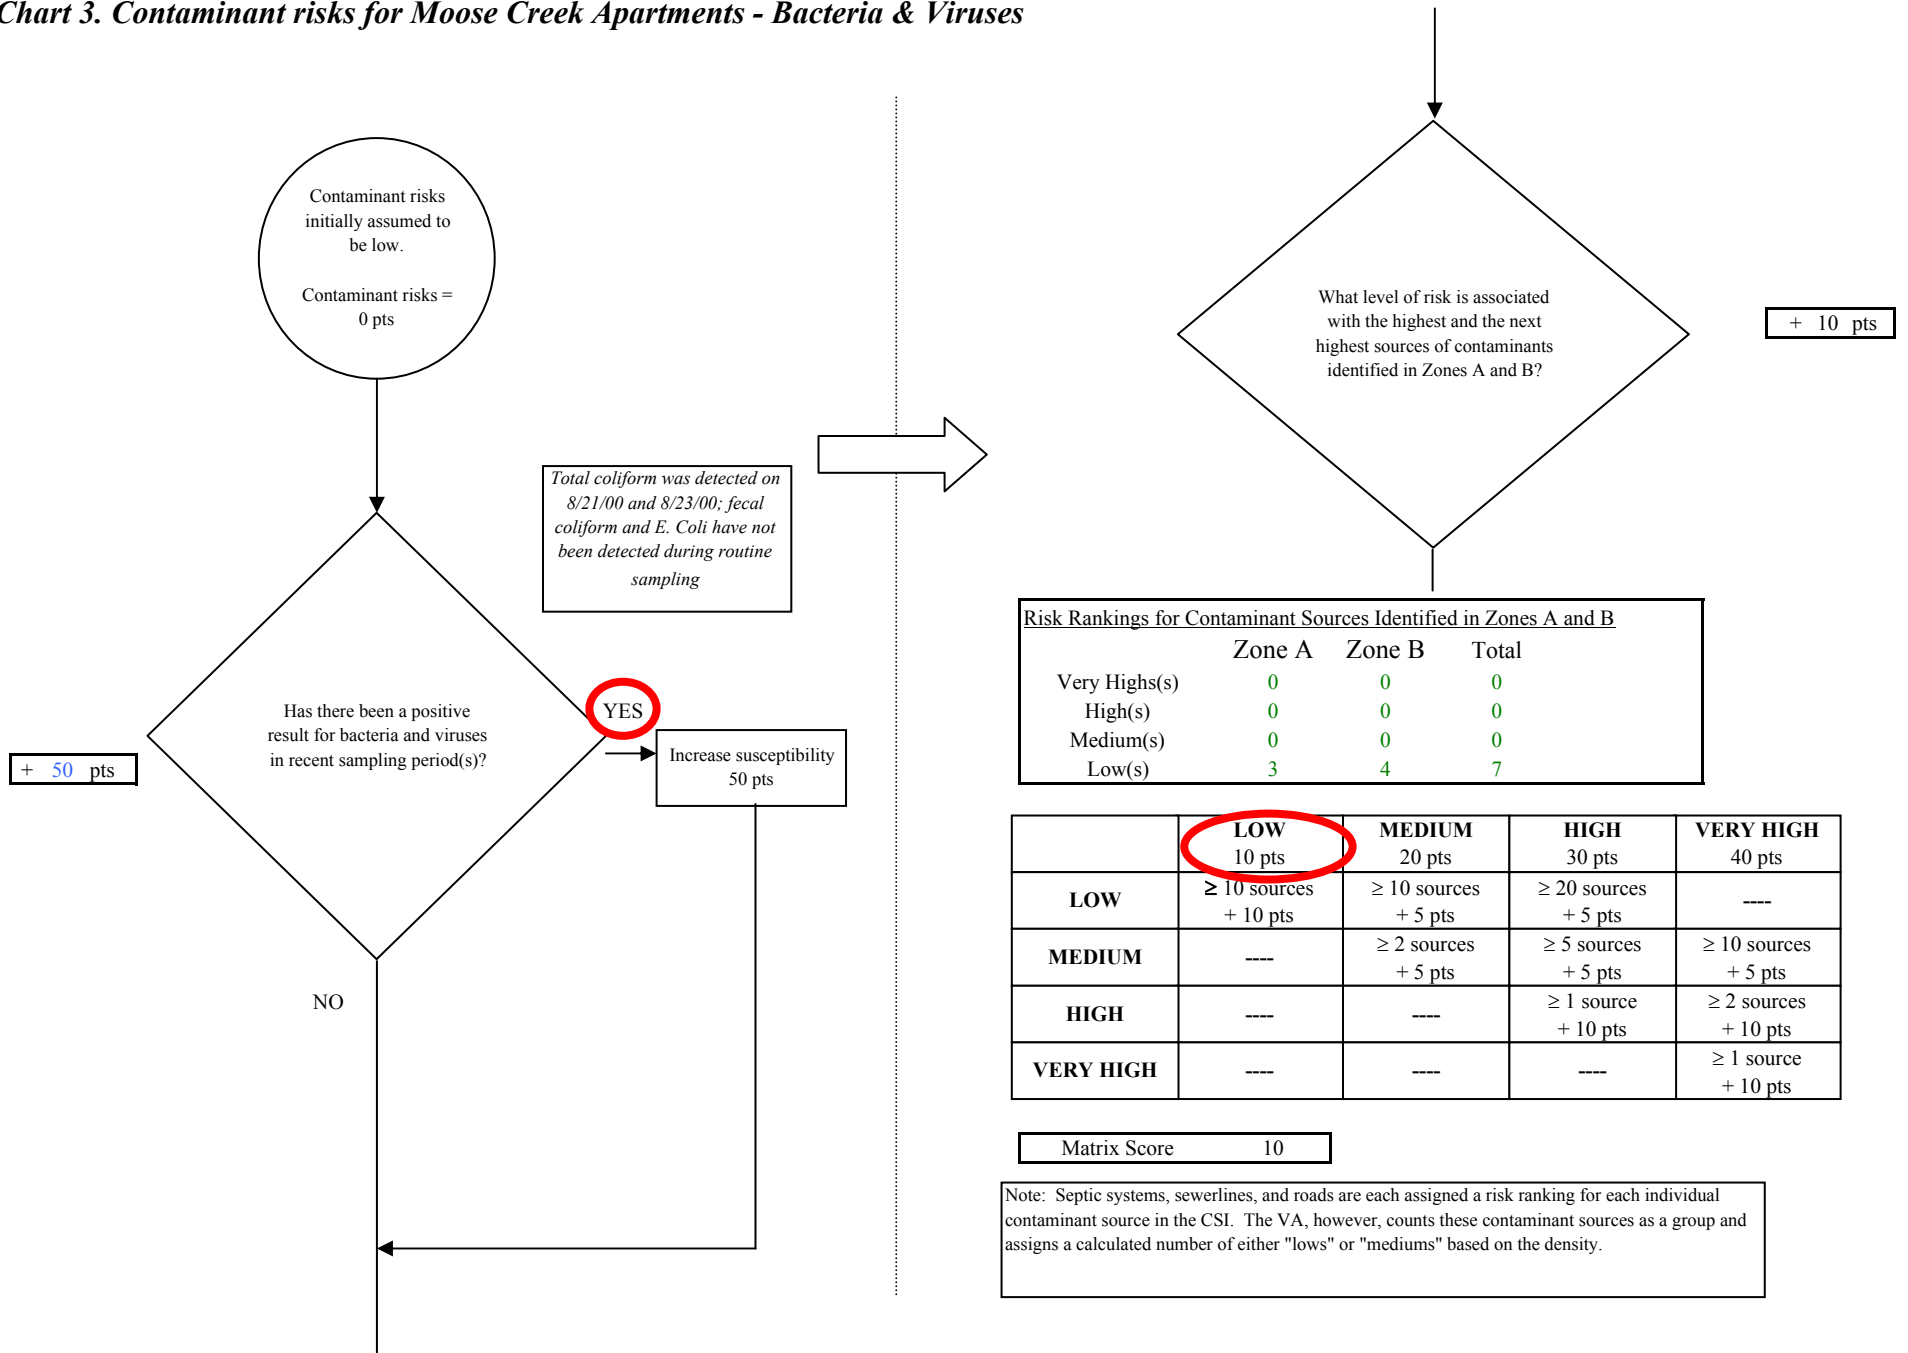 Chart 3. Contaminant risks for Moose Creek Apartments - Bacteria & Viruses
Contaminant risks
initially assumed to
be low.
Contaminant risks =
0 pts
Total coliform was detected on
8/21/00 and 8/23/00; fecal
coliform and E. Coli have not
been detected during routine
sampling
Has there been a positive
result for bacteria and viruses
in recent sampling period(s)?
YES
Increase susceptibility
50 pts
+ 50 pts
NO
What level of risk is associated
with the highest and the next
highest sources of contaminants
identified in Zones A and B?
+ 10 pts
Risk Rankings for Contaminant Sources Identified in Zones A and B
Zone A Zone B Total
Very Highs(s) 0 0 0
High(s) 0 0 0
Medium(s) 0 0 0
Low(s) 3 4 7
LOW MEDIUM HIGH VERY HIGH
10 pts 20 pts 30 pts 40 pts
LOW ≥ 10 sources ≥ 10 sources ≥ 20 sources ----
+ 10 pts + 5 pts + 5 pts
MEDIUM ---- ≥ 2 sources ≥ 5 sources ≥ 10 sources
+ 5 pts + 5 pts + 5 pts
HIGH ---- ---- ≥ 1 source ≥ 2 sources
+ 10 pts + 10 pts
VERY HIGH ---- ---- ---- ≥ 1 source
+ 10 pts
Matrix Score 10
Note: Septic systems, sewerlines, and roads are each assigned a risk ranking for each individual
contaminant source in the CSI. The VA, however, counts these contaminant sources as a group and
assigns a calculated number of either "lows" or "mediums" based on the density.